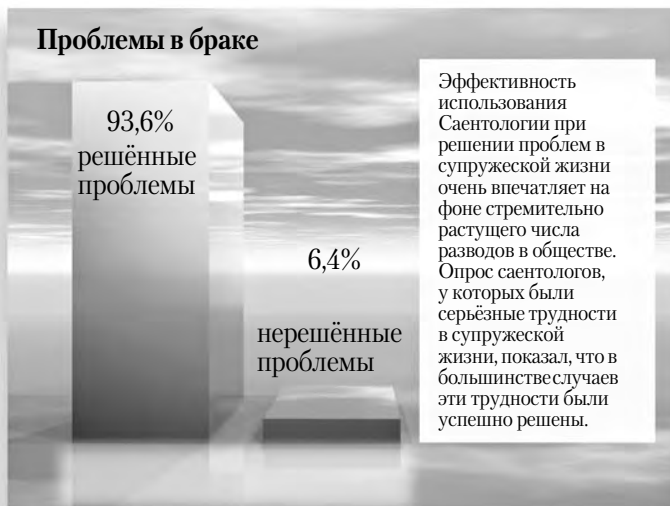 Проблемы в браке
93,6%
решённые
проблемы
6,4%
нерешённые
проблемы
Эффективность
использования
Саентологии при
решении проблем в
супружеской жизни
очень впечатляет на
фоне стремительно
растущего числа
разводов в обществе.
Опрос саентологов,
у которых были
серьёзные трудности
в супружеской
жизни, показал, что в
большинстве случаев
эти трудности были
успешно решены.